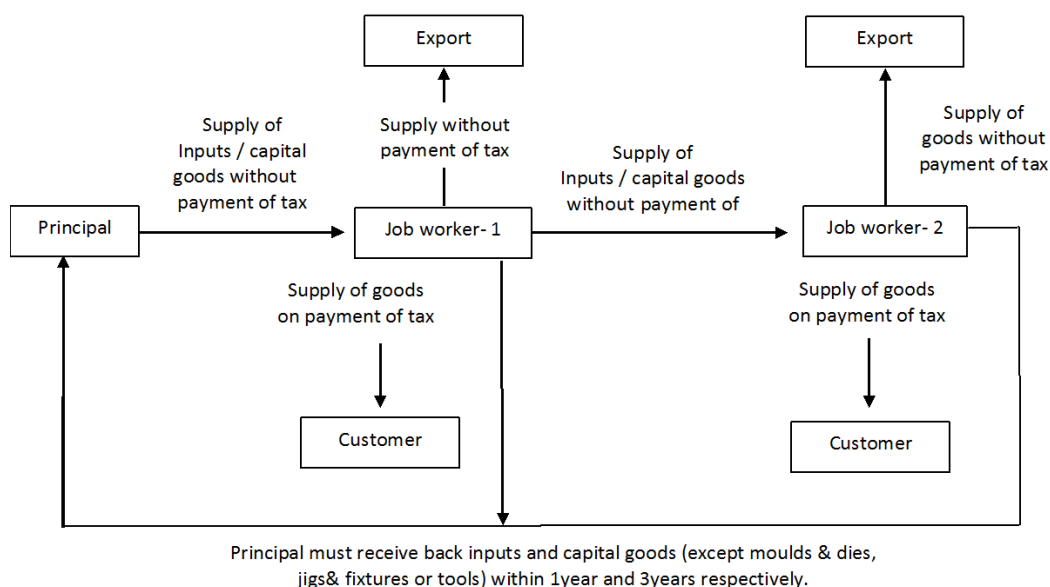 Export
Export
Supply of
Inputs / capital
goods without
payment of tax
Supply without
payment of tax
Supply of
Inputs / capital goods
without payment of
Supply of
goods without
payment of tax
Principal
Job worker- 1
Job worker- 2
Supply of goods
on payment of tax
Supply of goods
on payment of tax
Customer
Customer
Principal must receive back inputs and capital goods (except moulds & dies,
jigs& fixtures or tools) within 1year and 3years respectively.